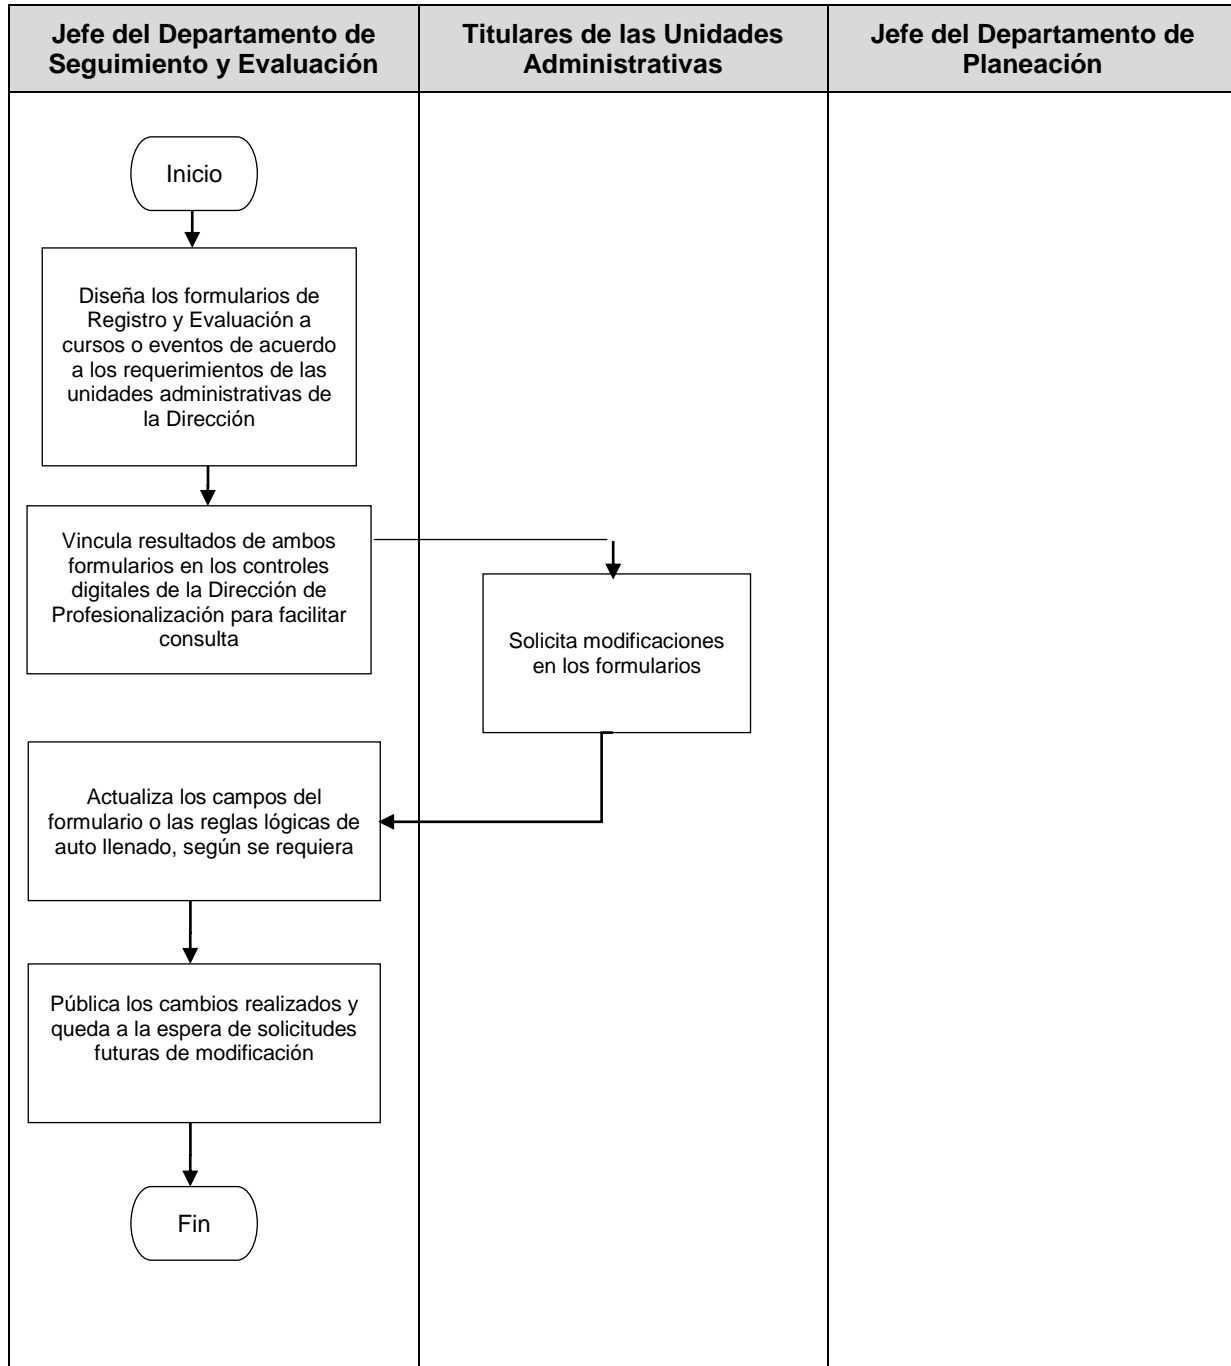 Jefe del Departamento de
Seguimiento y Evaluación
Titulares de las Unidades
Administrativas
Jefe del Departamento de
Planeación
Inicio
Diseña los formularios de
Registro y Evaluación a
cursos o eventos de acuerdo
a los requerimientos de las
unidades administrativas de
la Dirección
Vincula resultados de ambos
formularios en los controles
digitales de la Dirección de
Profesionalización para facilitar
consulta
Solicita modificaciones
en los formularios
Actualiza los campos del
formulario o las reglas lógicas de
auto llenado, según se requiera
Pública los cambios realizados y
queda a la espera de solicitudes
futuras de modificación
Fin